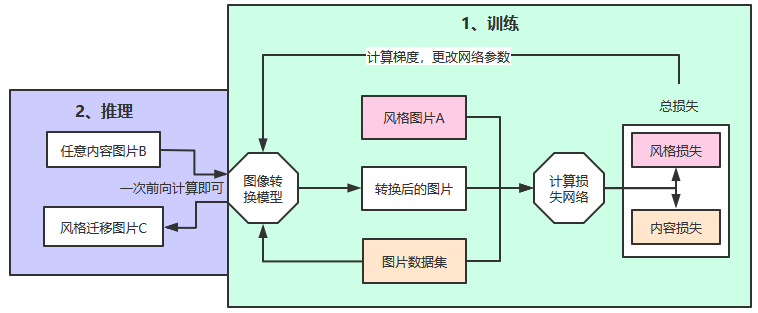 1、训练
计算梯度，更改网络参数
2、推理
总损失
风格图片A
任意内容图片B
风格损失
一次前向计算即可
图像转
换模型
转换后的图片
计算损
失网络
风格迁移图片C
内容损失
图片数据集